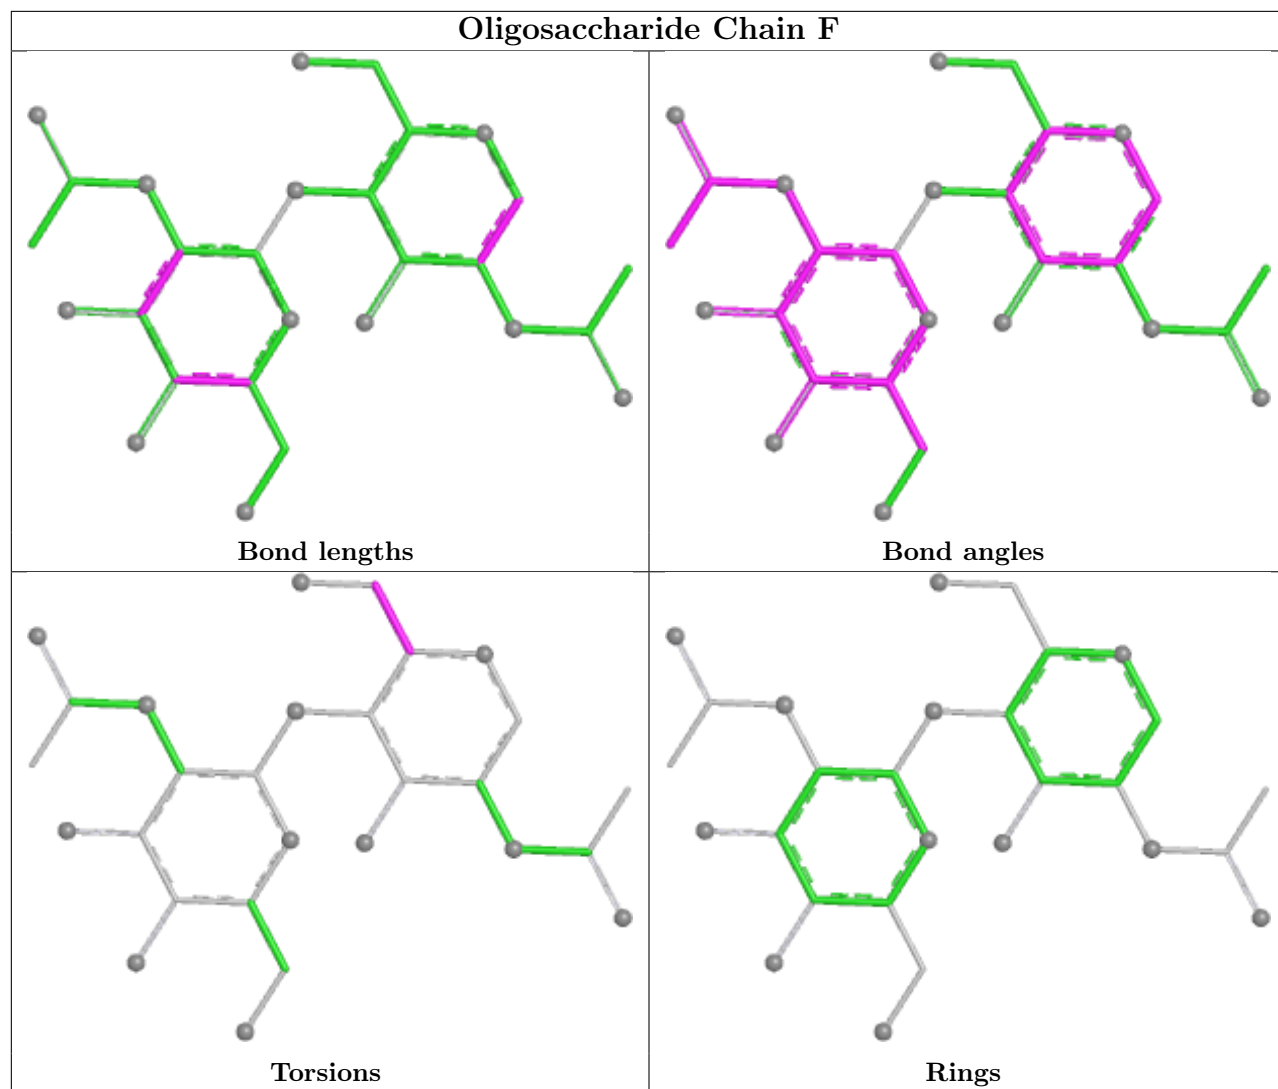 Oligosaccharide Chain F
Bond lengths
Bond angles
Torsions
Rings